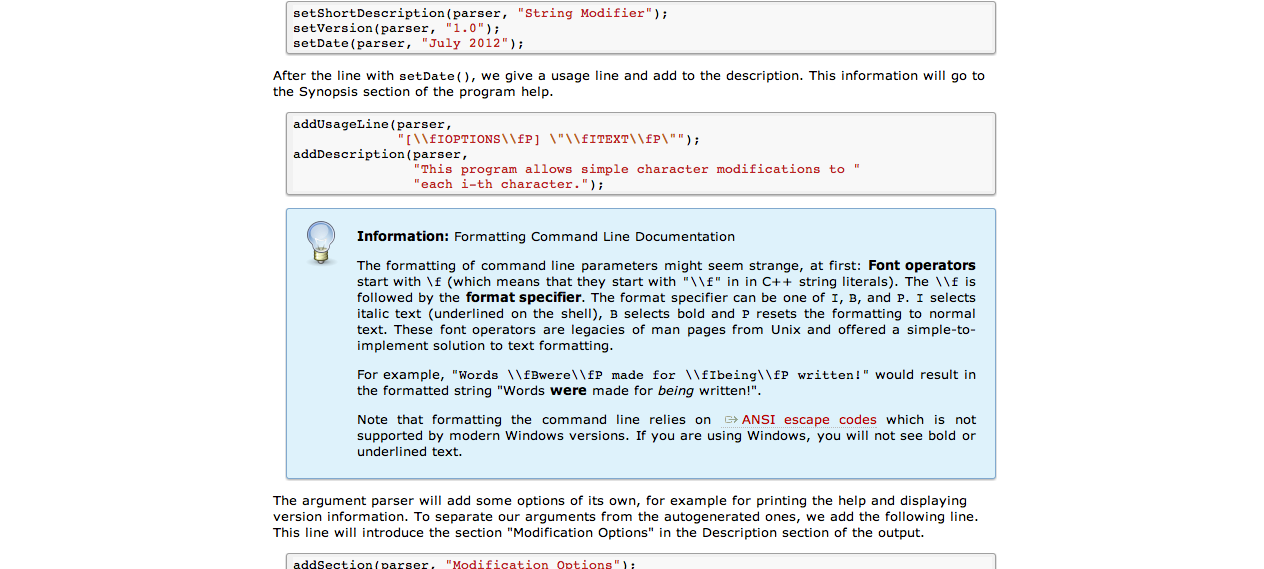 setShortDescription(parser, "String Modifier");
setVersion(parser, "1.0");
setDate(parser, "July 2012");
After the line with setDate(), we give a usage line and add to the description. This information will go to
the Synopsis section of the program help.
addUsageLine(parser,
"[\\fIOPTIONS\\fP] \"\\fITEXT\\fP\"");
addDescription(parser,
"This program allows simple character modifications to "
"each i-th character.");
Information: Formatting Command Line Documentation
The formatting of command line parameters might seem strange, at first: Font operators
start with \f (which means that they start with "\\f" in in C++ string literals). The \\f is
followed by the format specifier. The format specifier can be one of I, B, and P. I selects
italic text (underlined on the shell), B selects bold and P resets the formatting to normal
text. These font operators are legacies of man pages from Unix and offered a simple-to-
implement solution to text formatting.
For example, "Words \\fBwere\\fP made for \\fIbeing\\fP written!" would result in
the formatted string "Words were made for being written!".
Note that formatting the command line relies on ANSI escape codes which is not
supported by modern Windows versions. If you are using Windows, you will not see bold or
underlined text.
The argument parser will add some options of its own, for example for printing the help and displaying
version information. To separate our arguments from the autogenerated ones, we add the following line.
This line will introduce the section "Modification Options" in the Description section of the output.
addSection(parser, "Modification Options");